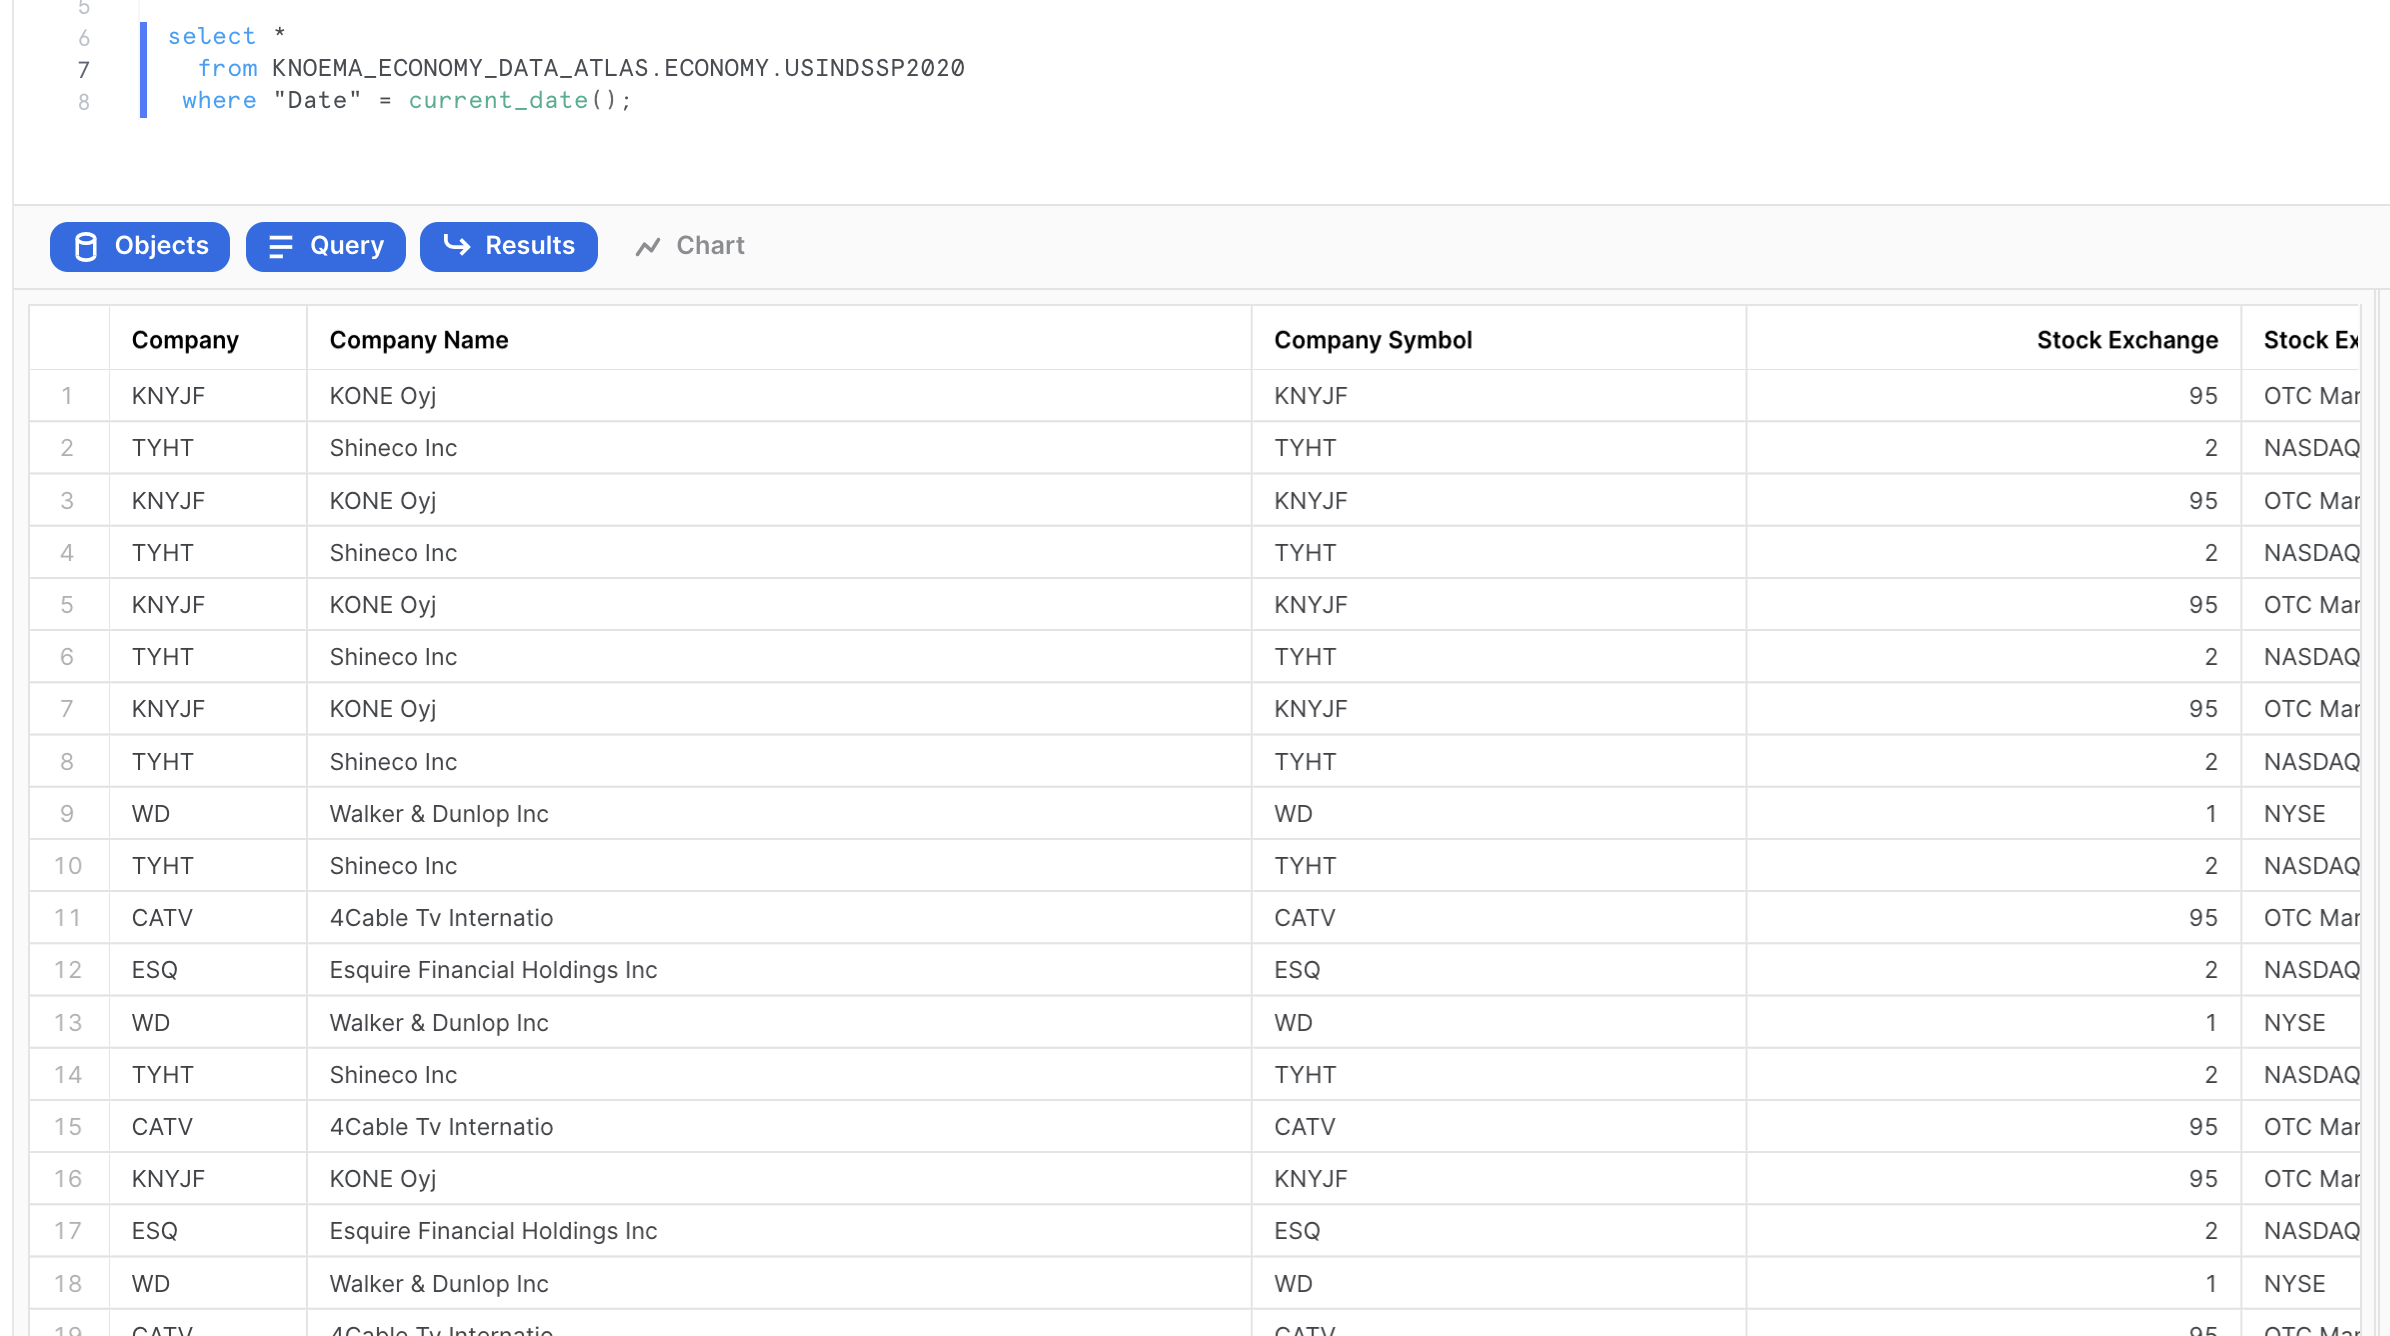 5
6 select *
7 from KNOEMA_ECONOMY_DATA_ATLAS.ECONOMY.USINDSSP2020
8 where "Date" = current_date();
Objects Query Results Chart
Company Company Name Company Symbol Stock Exchange Stock Ex
1 KNYJF KONE Oyj KNYJF 95 OTC Mar
2 TYHT Shineco Inc TYHT 2 NASDAQ
3 KNYJF KONE Oyj KNYJF 95 OTC Mar
4 TYHT Shineco Inc TYHT 2 NASDAQ
5 KNYJF KONE Oyj KNYJF 95 OTC Mar
6 TYHT Shineco Inc TYHT 2 NASDAQ
7 KNYJF KONE Oyj KNYJF 95 OTC Mar
8 TYHT Shineco Inc TYHT 2 NASDAQ
9 WD Walker & Dunlop Inc WD 1 NYSE
10 TYHT Shineco Inc TYHT 2 NASDAQ
11 CATV 4Cable Tv Internatio CATV 95 OTC Mar
12 ESQ Esquire Financial Holdings Inc ESQ 2 NASDAQ
13 WD Walker & Dunlop Inc WD 1 NYSE
14 TYHT Shineco Inc TYHT 2 NASDAQ
15 CATV 4Cable Tv Internatio CATV 95 OTC Mar
16 KNYJF KONE Oyj KNYJF 95 OTC Mar
17 ESQ Esquire Financial Holdings Inc ESQ 2 NASDAQ
18 WD Walker & Dunlop Inc WD 1 NYSE
19 CATV 4Cable Tv Internatio CATV 95 OTC Mar